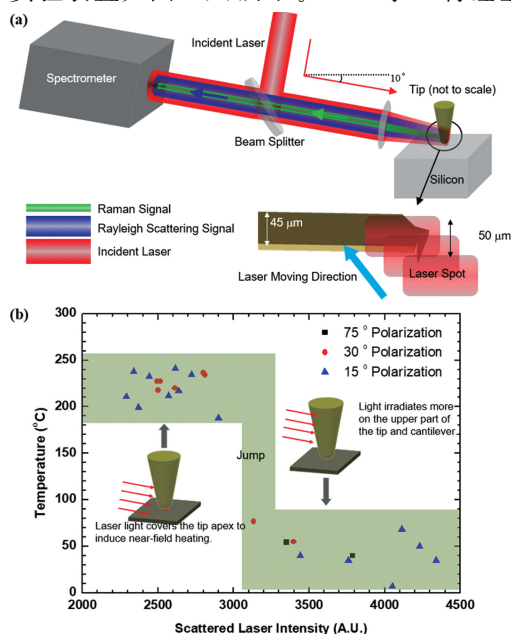 (a)
Incident Laser
Spectrometer
10°
Tip (not to scale)
Beam Splitter
Silicon
Raman Signal
Rayleigh Scattering Signal
Incident Laser
45 μm
50 μm
Laser Spot
Laser Moving Direction
(b)
Temperature (°C)
300
250
200
150
100
50
0
75 ° Polarization
30 ° Polarization
15 ° Polarization
Light irradiates more
on the upper part of
the tip and cantilever.
Jump
Laser light covers the tip apex to
induce near-field heating.
2000 2500 3000 3500 4000 4500
Scattered Laser Intensity (A.U.)